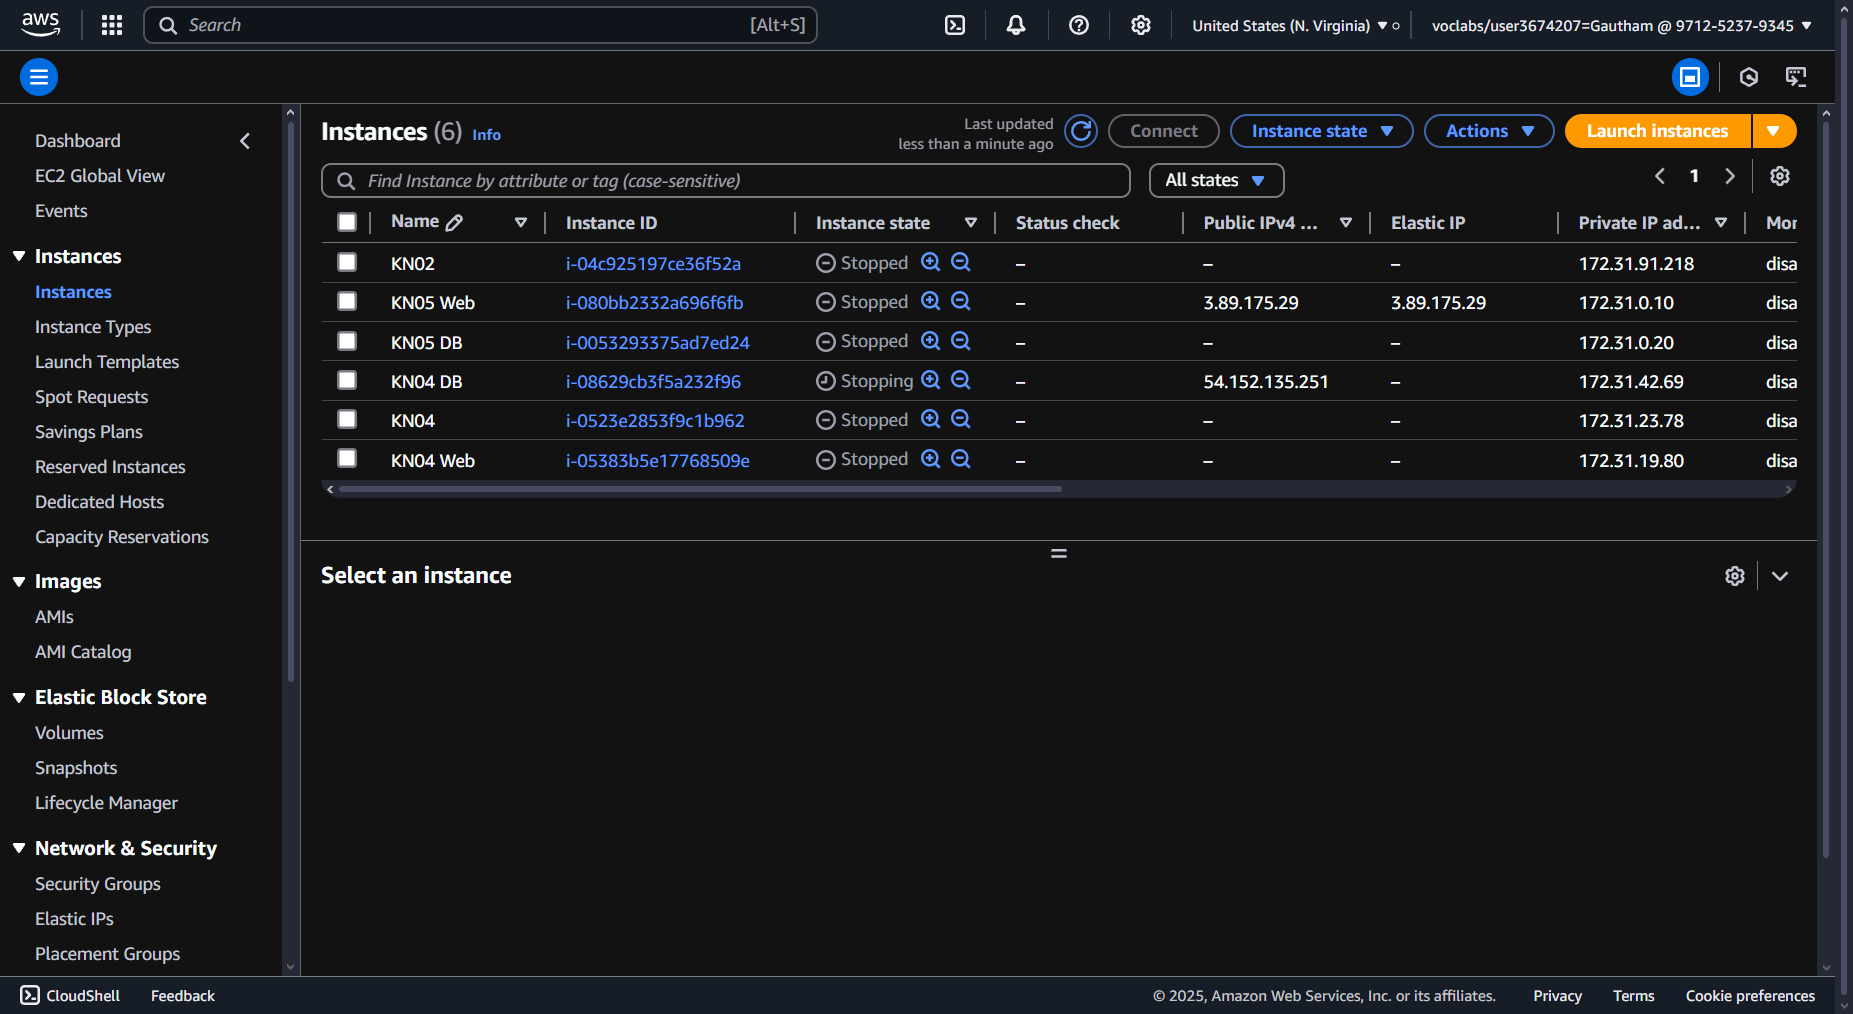 aws
Search [Alt+S]
United States (N. Virginia)
voclabs/user3674207=Gautham @ 9712-5237-9345
Dashboard
EC2 Global View
Events
Instances
Instances
Instance Types
Launch Templates
Spot Requests
Savings Plans
Reserved Instances
Dedicated Hosts
Capacity Reservations
Images
AMIs
AMI Catalog
Elastic Block Store
Volumes
Snapshots
Lifecycle Manager
Network & Security
Security Groups
Elastic IPs
Placement Groups
Instances (6) Info
Last updated
less than a minute ago
Connect
Instance state
Actions
Launch instances
Find Instance by attribute or tag (case-sensitive)
All states
1
Name Instance ID Instance state Status check Public IPv4 ... Elastic IP Private IP ad... Mor
KN02 i-04c925197ce36f52a Stopped – – – 172.31.91.218 disa
KN05 Web i-080bb2332a696f6fb Stopped – 3.89.175.29 3.89.175.29 172.31.0.10 disa
KN05 DB i-0053293375ad7ed24 Stopped – – – 172.31.0.20 disa
KN04 DB i-08629cb3f5a232f96 Stopping – 54.152.135.251 – 172.31.42.69 disa
KN04 i-0523e2853f9c1b962 Stopped – – – 172.31.23.78 disa
KN04 Web i-05383b5e17768509e Stopped – – – 172.31.19.80 disa
Select an instance
CloudShell Feedback
© 2025, Amazon Web Services, Inc. or its affiliates. Privacy Terms Cookie preferences